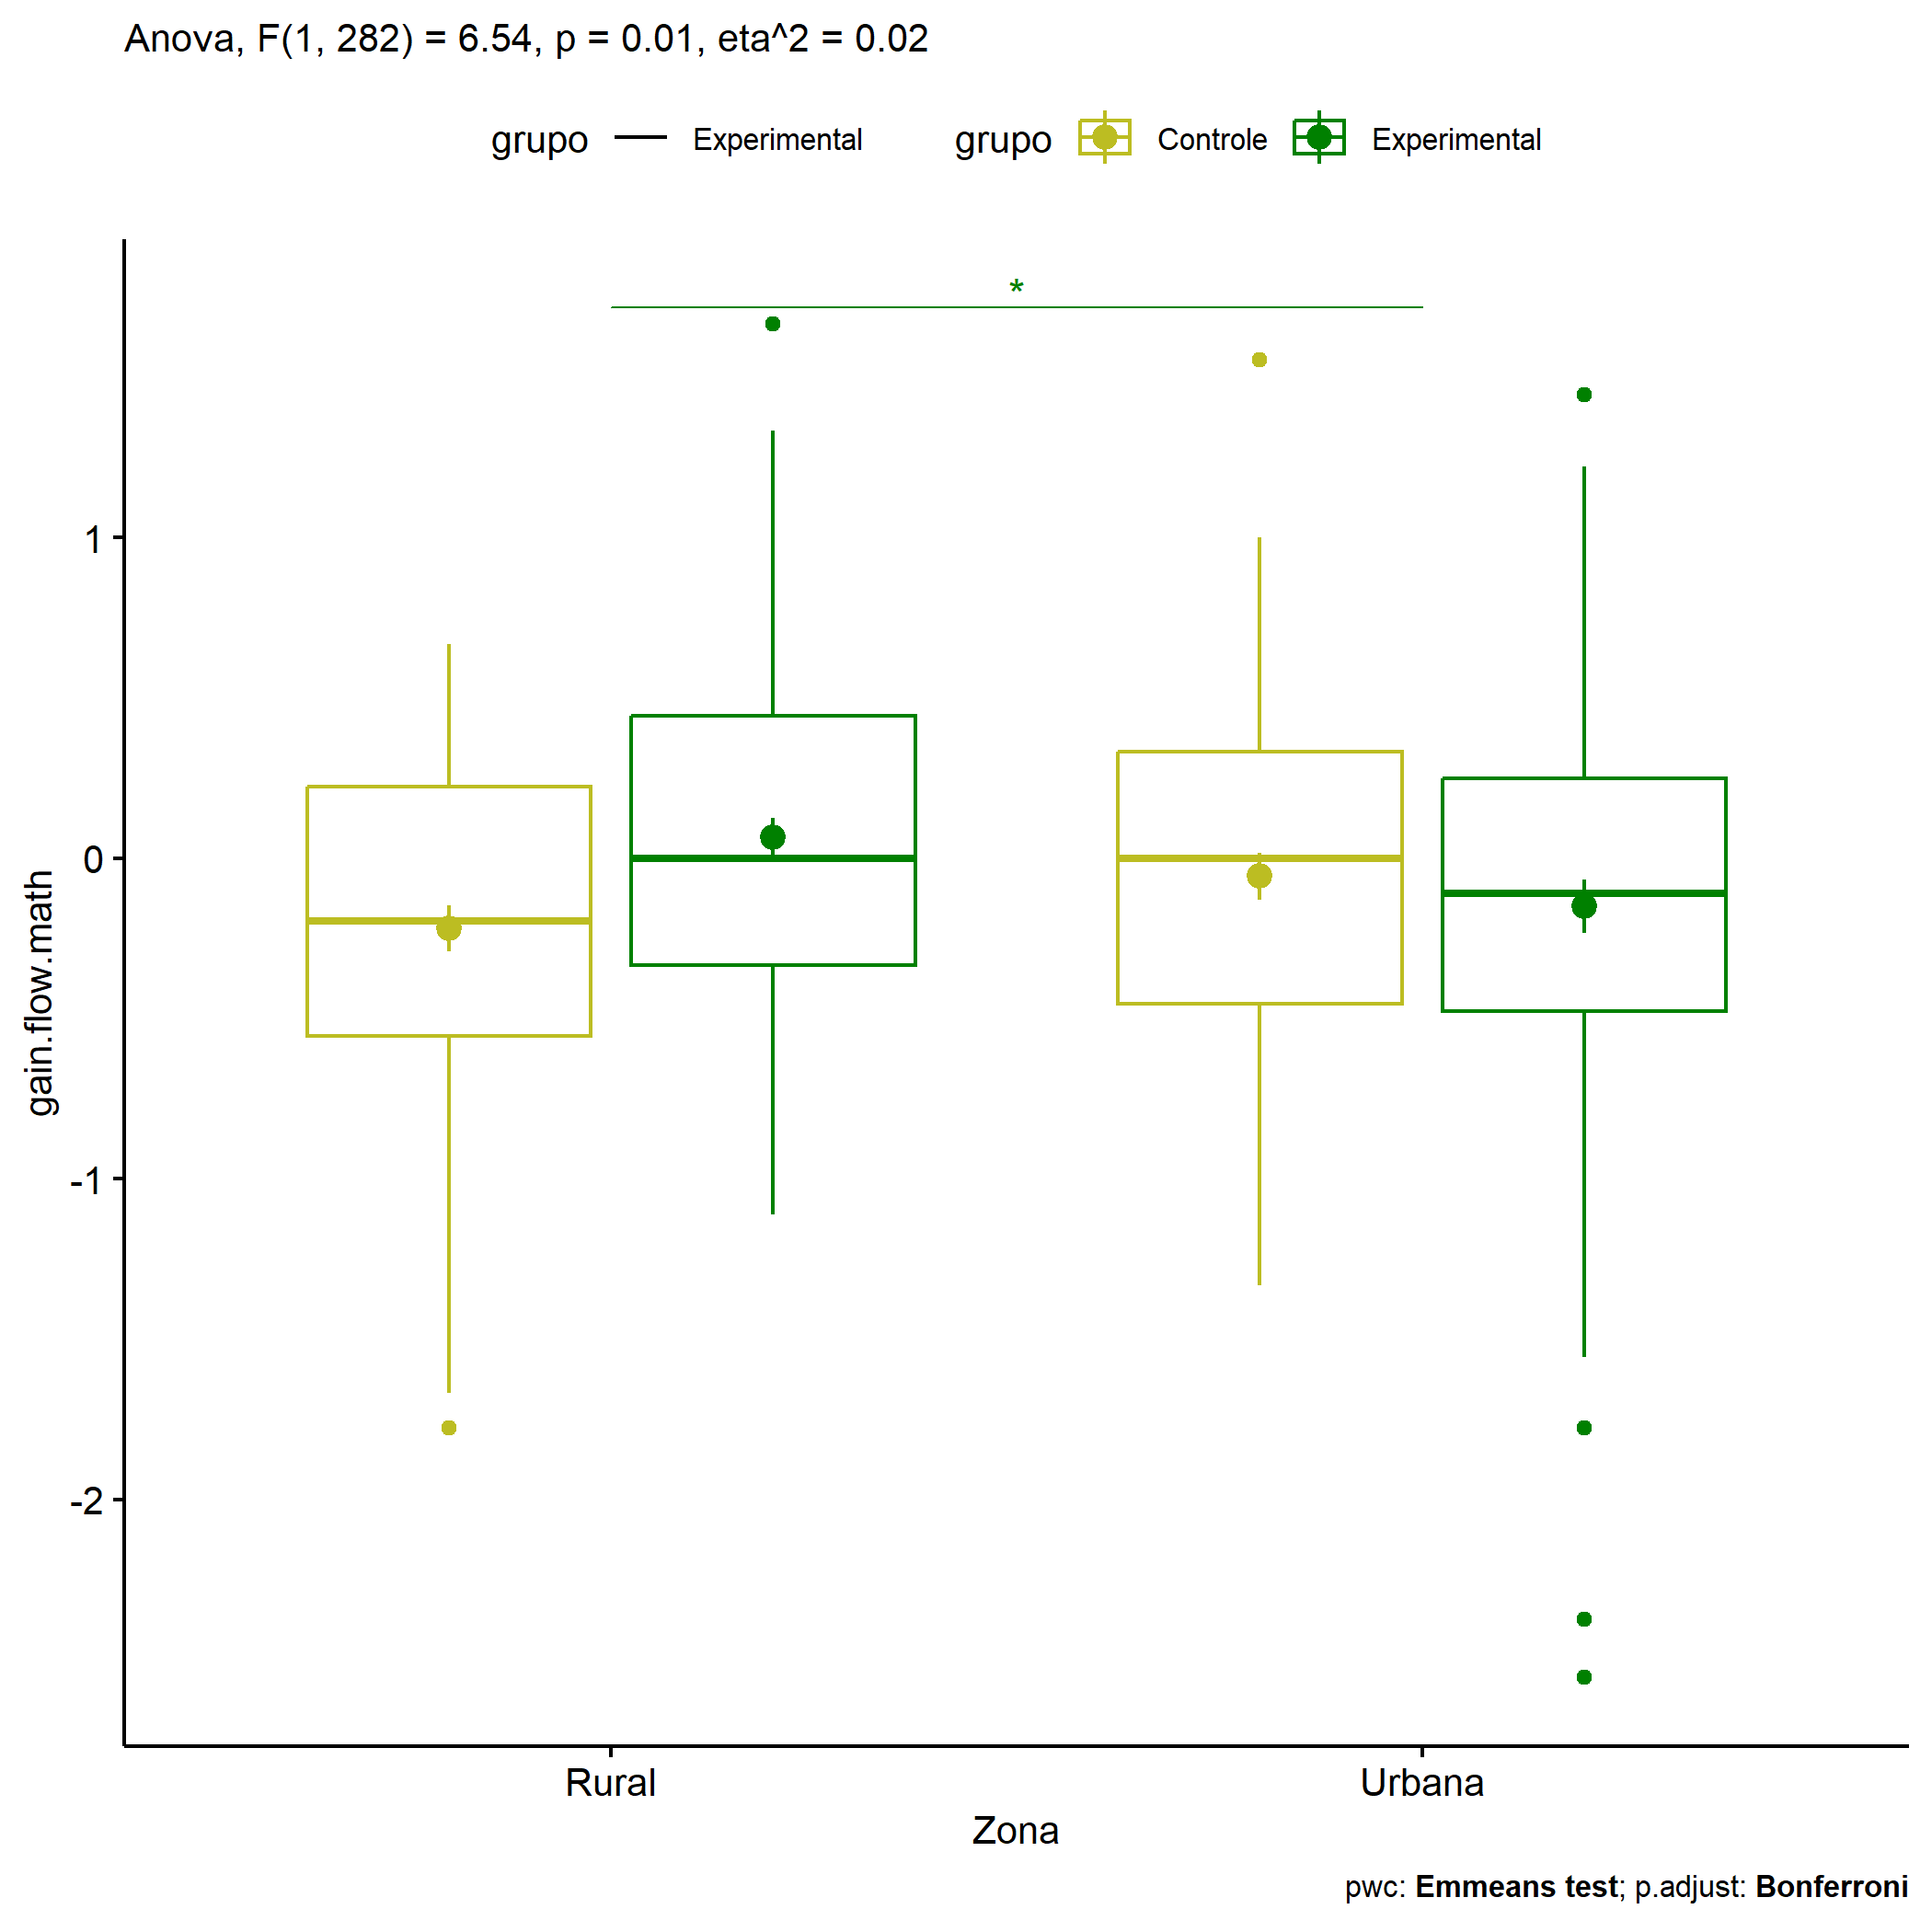 Anova, F(1, 282) = 6.54, p = 0.01, eta^2 = 0.02
grupo Experimental grupo Controle Experimental
*
1
0
-1
-2
gain.flow.math
Rural Urbana
Zona
pwc: Emmeans test; p.adjust: Bonferroni